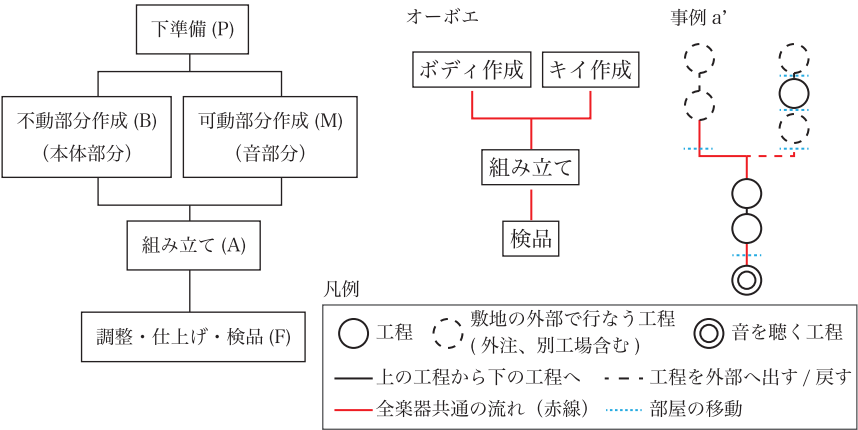 下準備 (P)
不動部分作成 (B)
（本体部分）
可動部分作成 (M)
（音部分）
組み立て (A)
調整・仕上げ・検品 (F)
オーボエ
ボディ作成
キイ作成
組み立て
検品
事例 a’
凡例
工程
敷地の外部で行なう工程
( 外注、別工場含む )
音を聴く工程
上の工程から下の工程へ
工程を外部へ出す / 戻す
全楽器共通の流れ（赤線）
部屋の移動